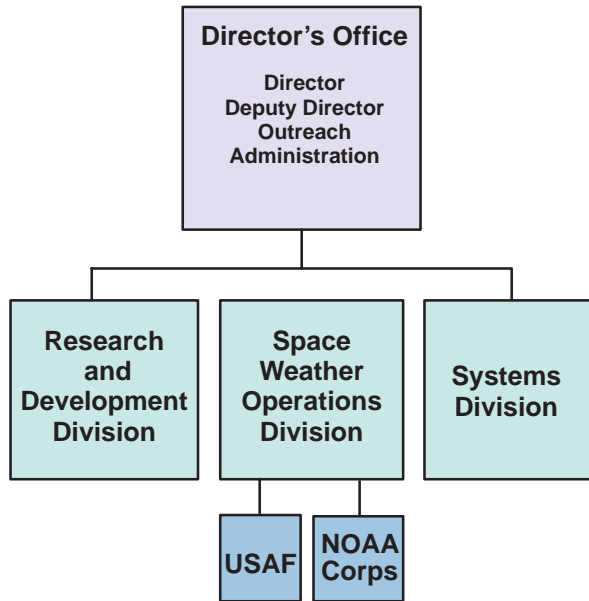 Director’s Office
Director
Deputy Director
Outreach
Administration
Research
and
Development
Division
Space
Weather
Operations
Division
Systems
Division
USAF
NOAA
Corps